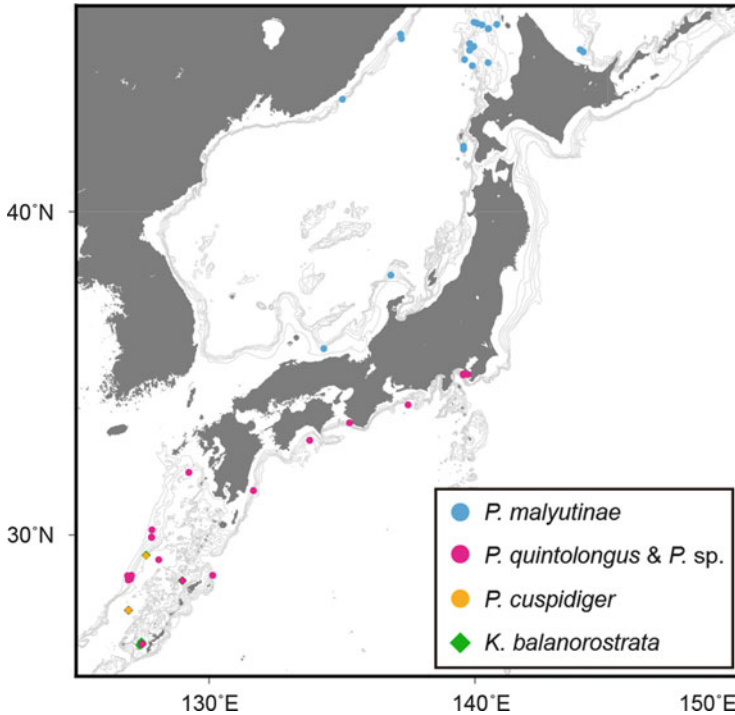 40°N
30°N
P. malyutinae
P. quintolongus & P. sp.
P. cuspidiger
K. balanorostrata
130°E 140°E 150°E